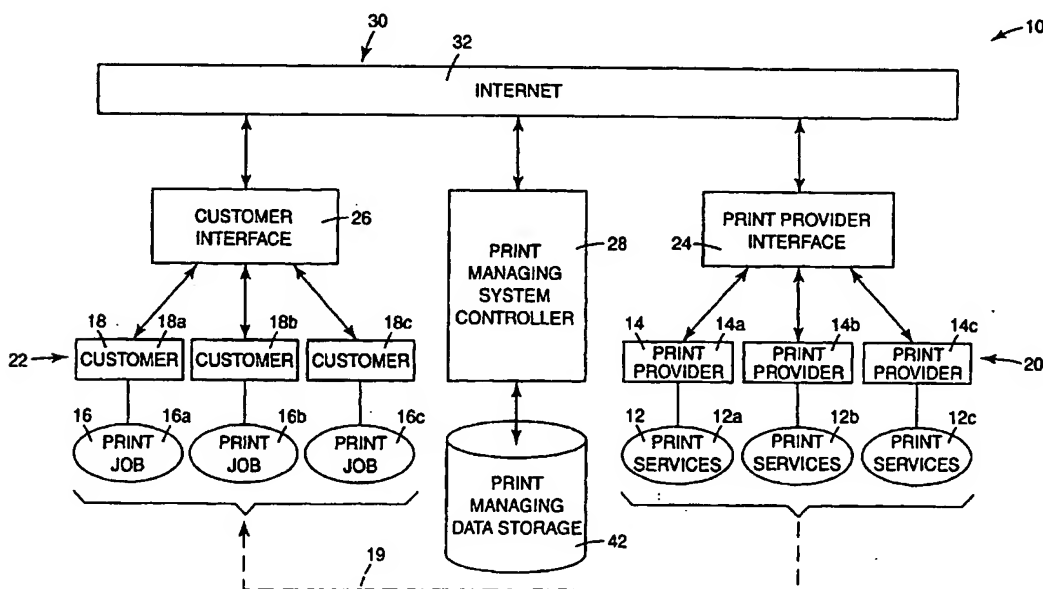 30
10
32
INTERNET
CUSTOMER
INTERFACE
26
PRINT
MANAGING
SYSTEM
CONTROLLER
28
PRINT PROVIDER
INTERFACE
24
22
18
18a
CUSTOMER
18b
CUSTOMER
18c
CUSTOMER
14
14a
PRINT
PROVIDER
14b
PRINT
PROVIDER
14c
PRINT
PROVIDER
20
16
16a
PRINT
JOB
16b
PRINT
JOB
16c
PRINT
JOB
PRINT
MANAGING
DATA STORAGE
42
12
12a
PRINT
SERVICES
12b
PRINT
SERVICES
12c
PRINT
SERVICES
19